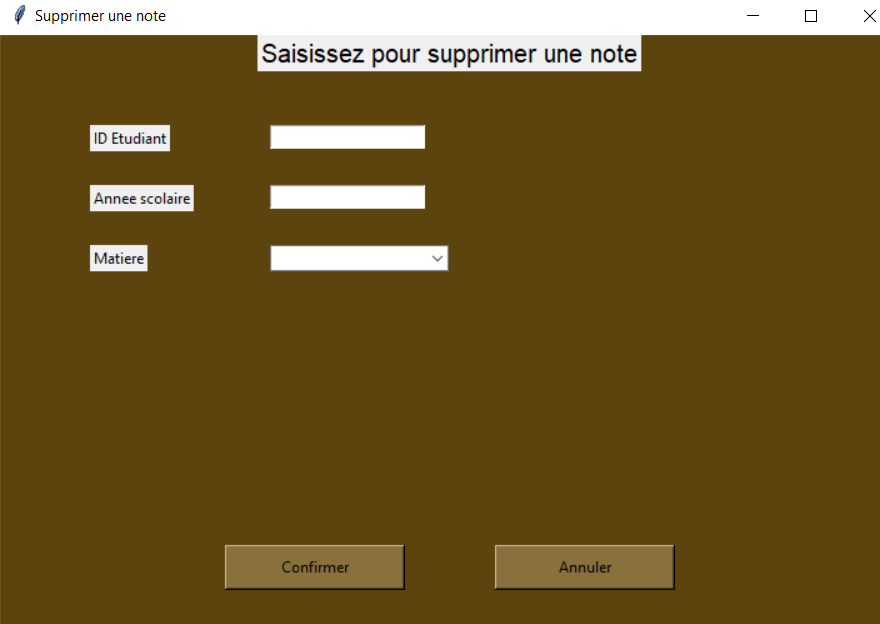 Supprimer une note
Saisissez pour supprimer une note
ID Etudiant
Annee scolaire
Matiere
Confirmer
Annuler